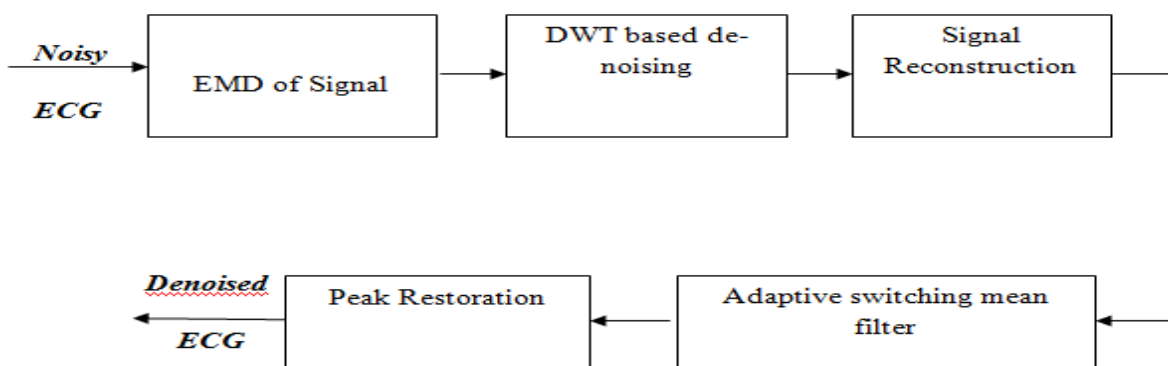 Noisy
ECG
EMD of Signal
DWT based de-
noising
Signal
Reconstruction
Denoised
ECG
Peak Restoration
Adaptive switching mean
filter